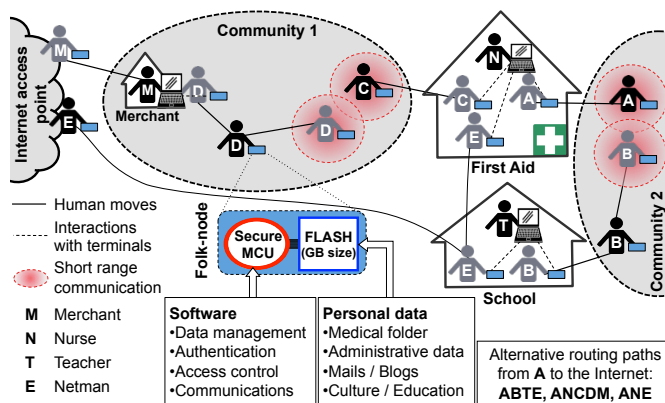 Community 1
Internet access
point
M
E
M
D
Merchant
D
D
C
N
C
A
E
First Aid
A
B
B
Community 2
T
E
B
School
Human moves
Interactions
with terminals
Short range
communication
M Merchant
N Nurse
T Teacher
E Netman
Folk-node
Secure
MCU
FLASH
(GB size)
Software
•Data management
•Authentication
•Access control
•Communications
Personal data
•Medical folder
•Administrative data
•Mails / Blogs
•Culture / Education
Alternative routing paths
from A to the Internet:
ABTE, ANCDM, ANE